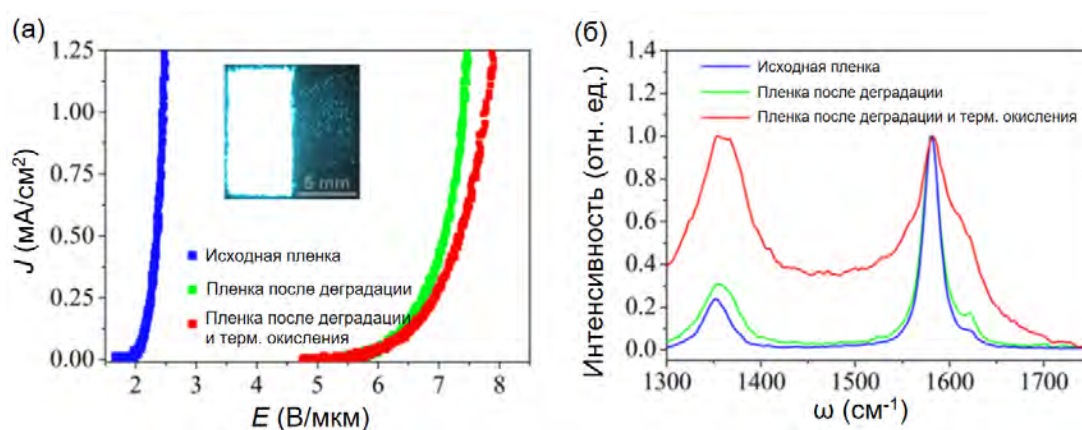 (а)
1.25
1.00
0.75
0.50
0.25
0.00
J (мА/см²)
5 mm
Исходная пленка
Пленка после деградации
Пленка после деградации
и терм. окисления
2 3 4 5 6 7 8
E (В/мкм)
(б)
1.4
1.2
1.0
0.8
0.6
0.4
0.2
0.0
Интенсивность (отн. ед.)
Исходная пленка
Пленка после деградации
Пленка после деградации и терм. окисления
1300 1400 1500 1600 1700
ω (см⁻¹)